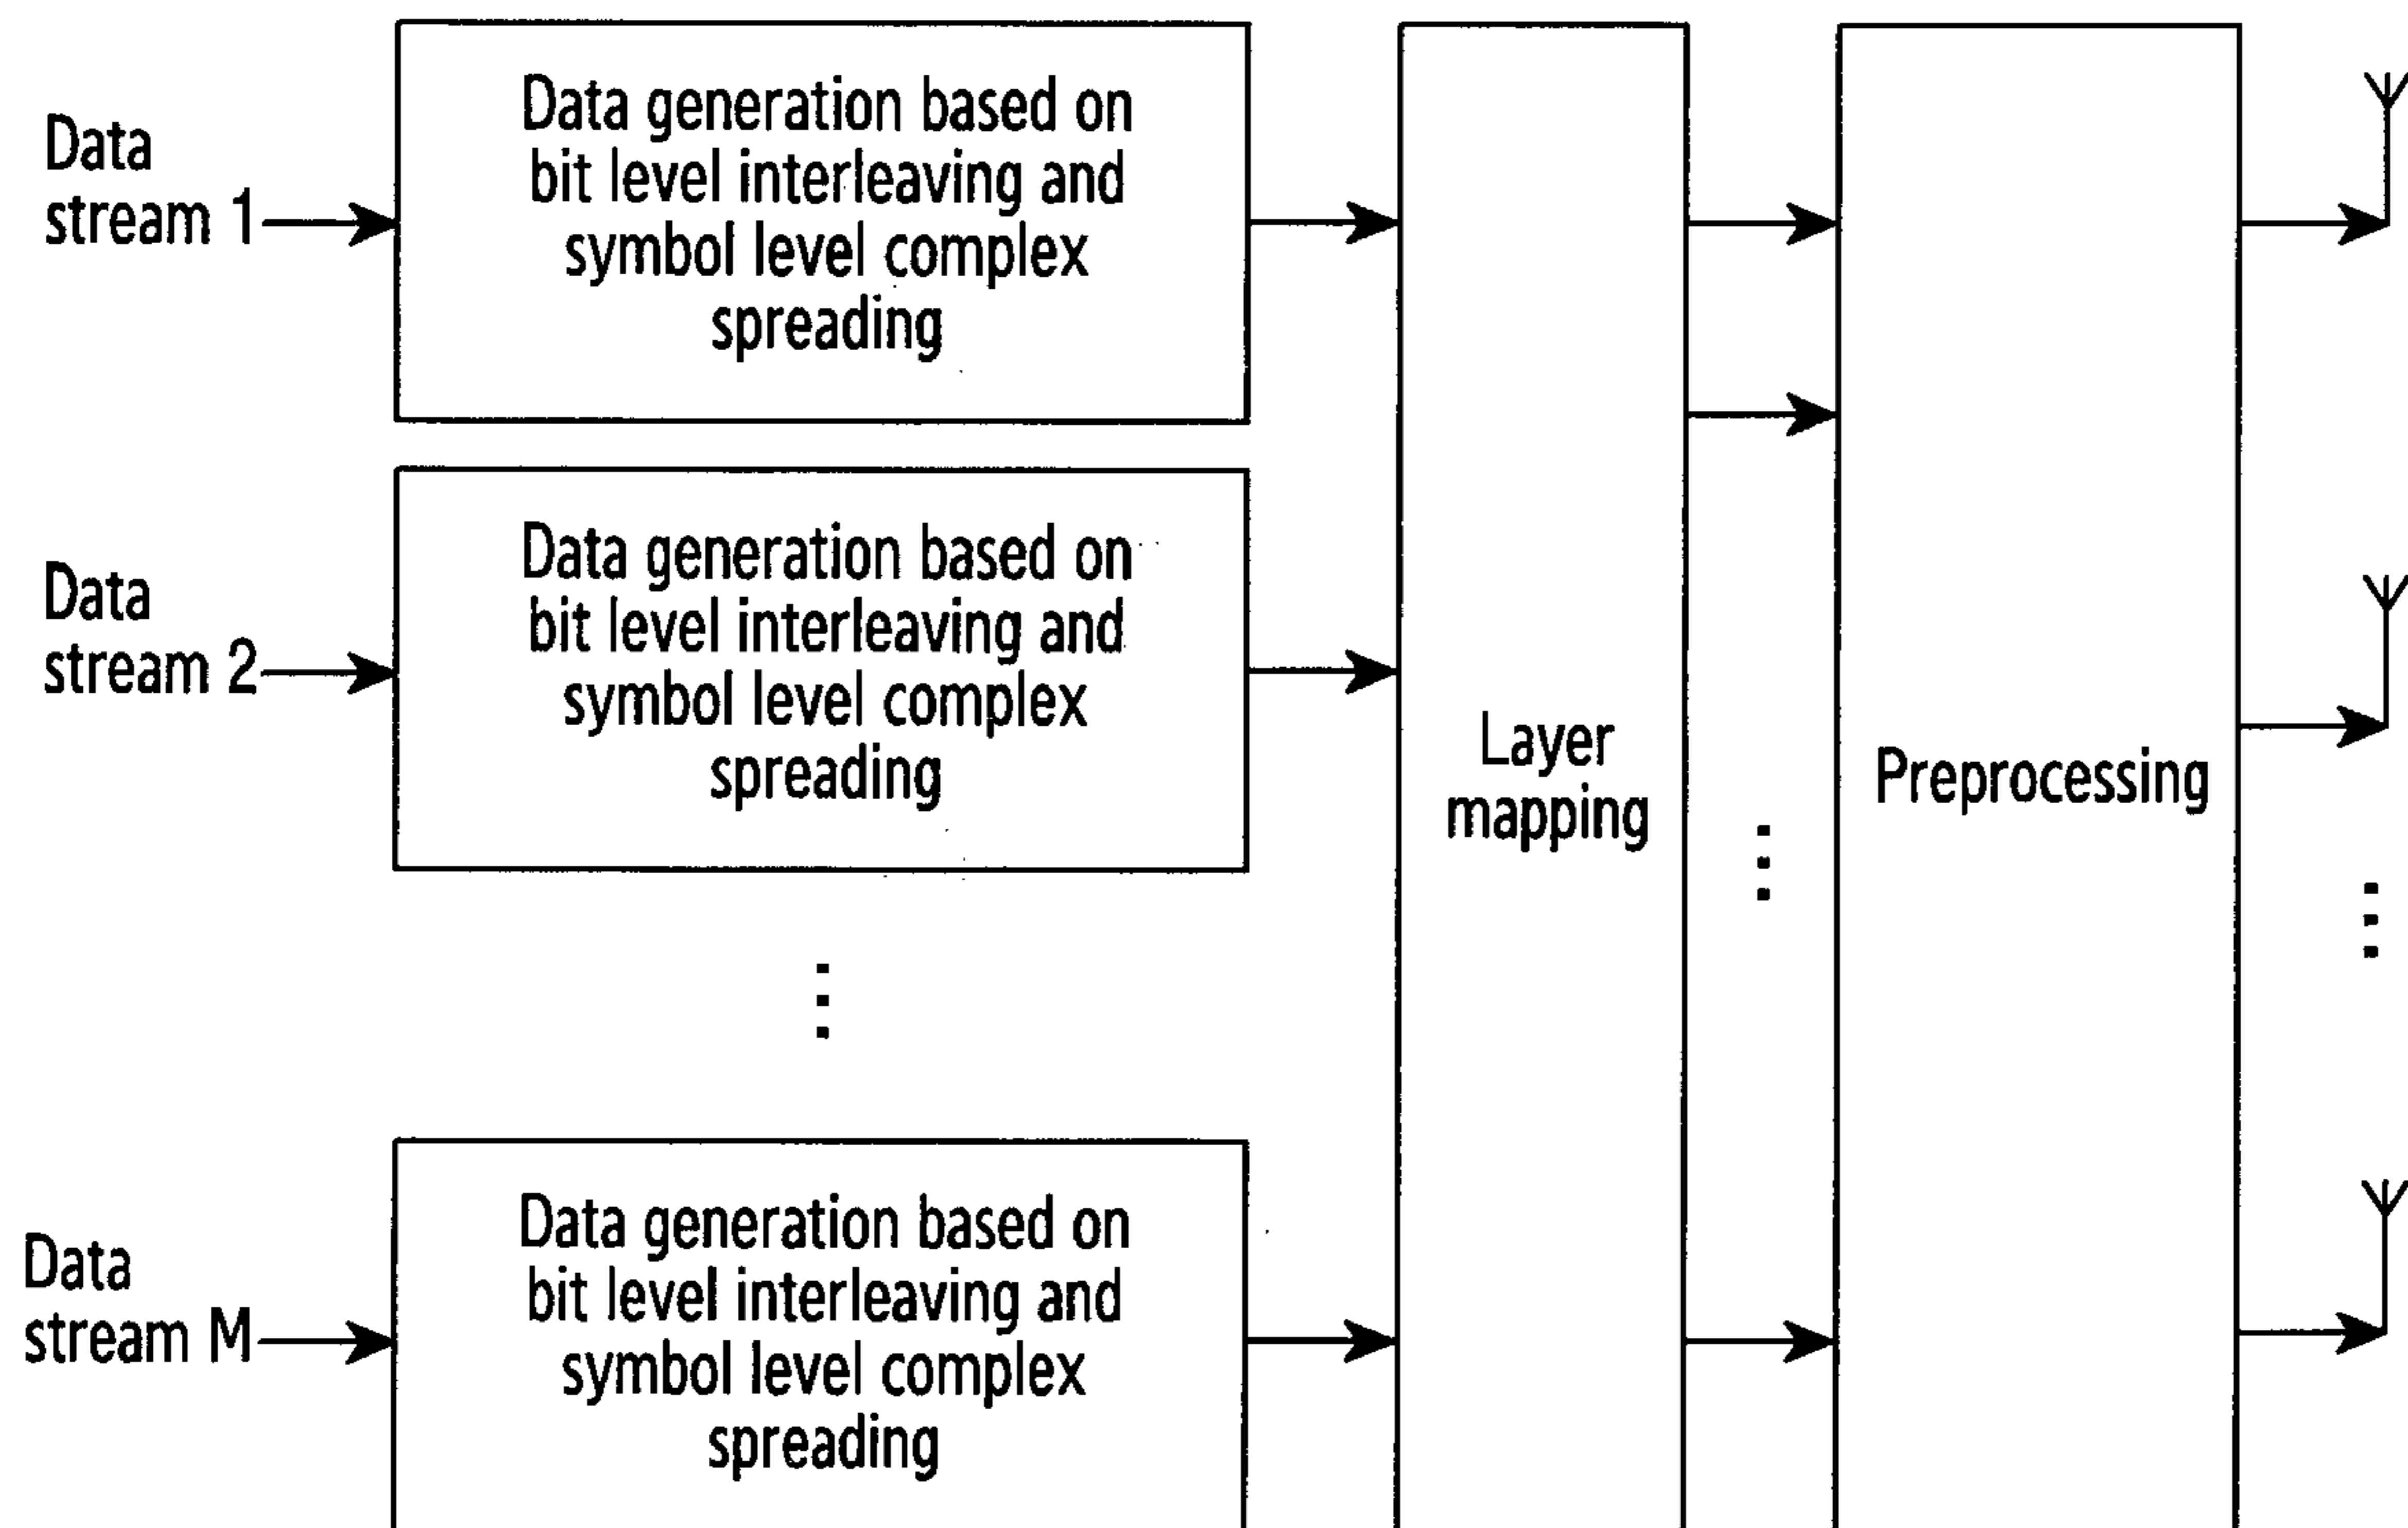 Data
stream 1
Data generation based on
bit level interleaving and
symbol level complex
spreading
Data
stream 2
Data generation based on
bit level interleaving and
symbol level complex
spreading
Data
stream M
Data generation based on
bit level interleaving and
symbol level complex
spreading
Layer
mapping
Preprocessing